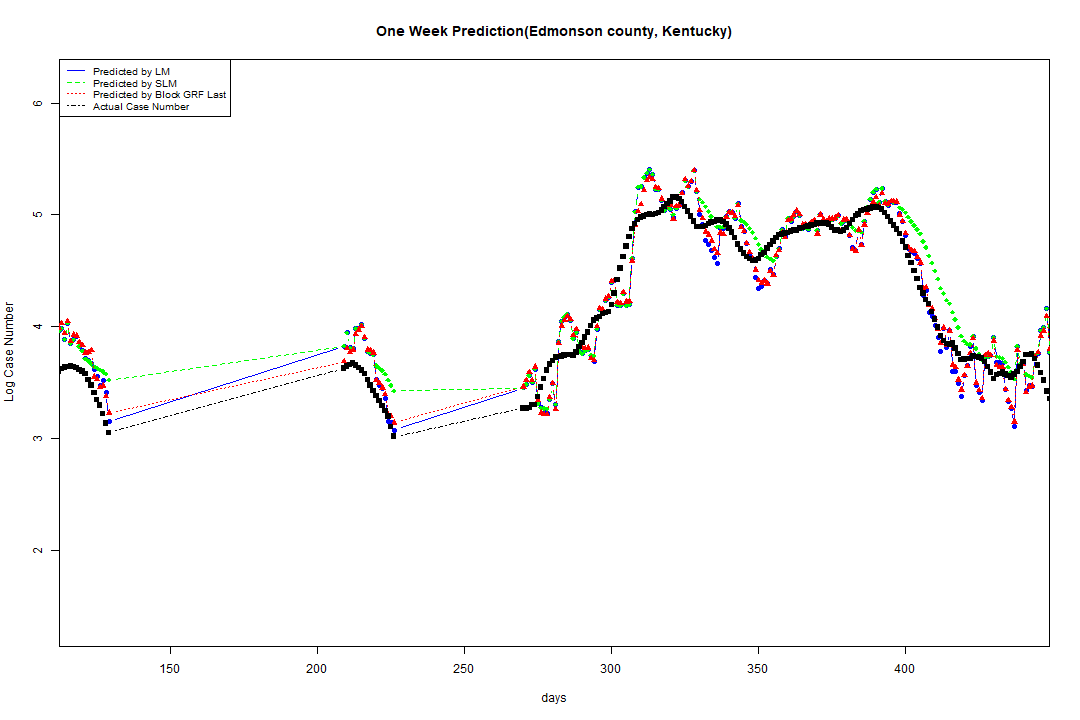 One Week Prediction(Edmonson county, Kentucky)
Predicted by LM
Predicted by SLM
Predicted by Block GRF Last
Actual Case Number
6
5
4
3
2
Log Case Number
150 200 250 300 350 400
days